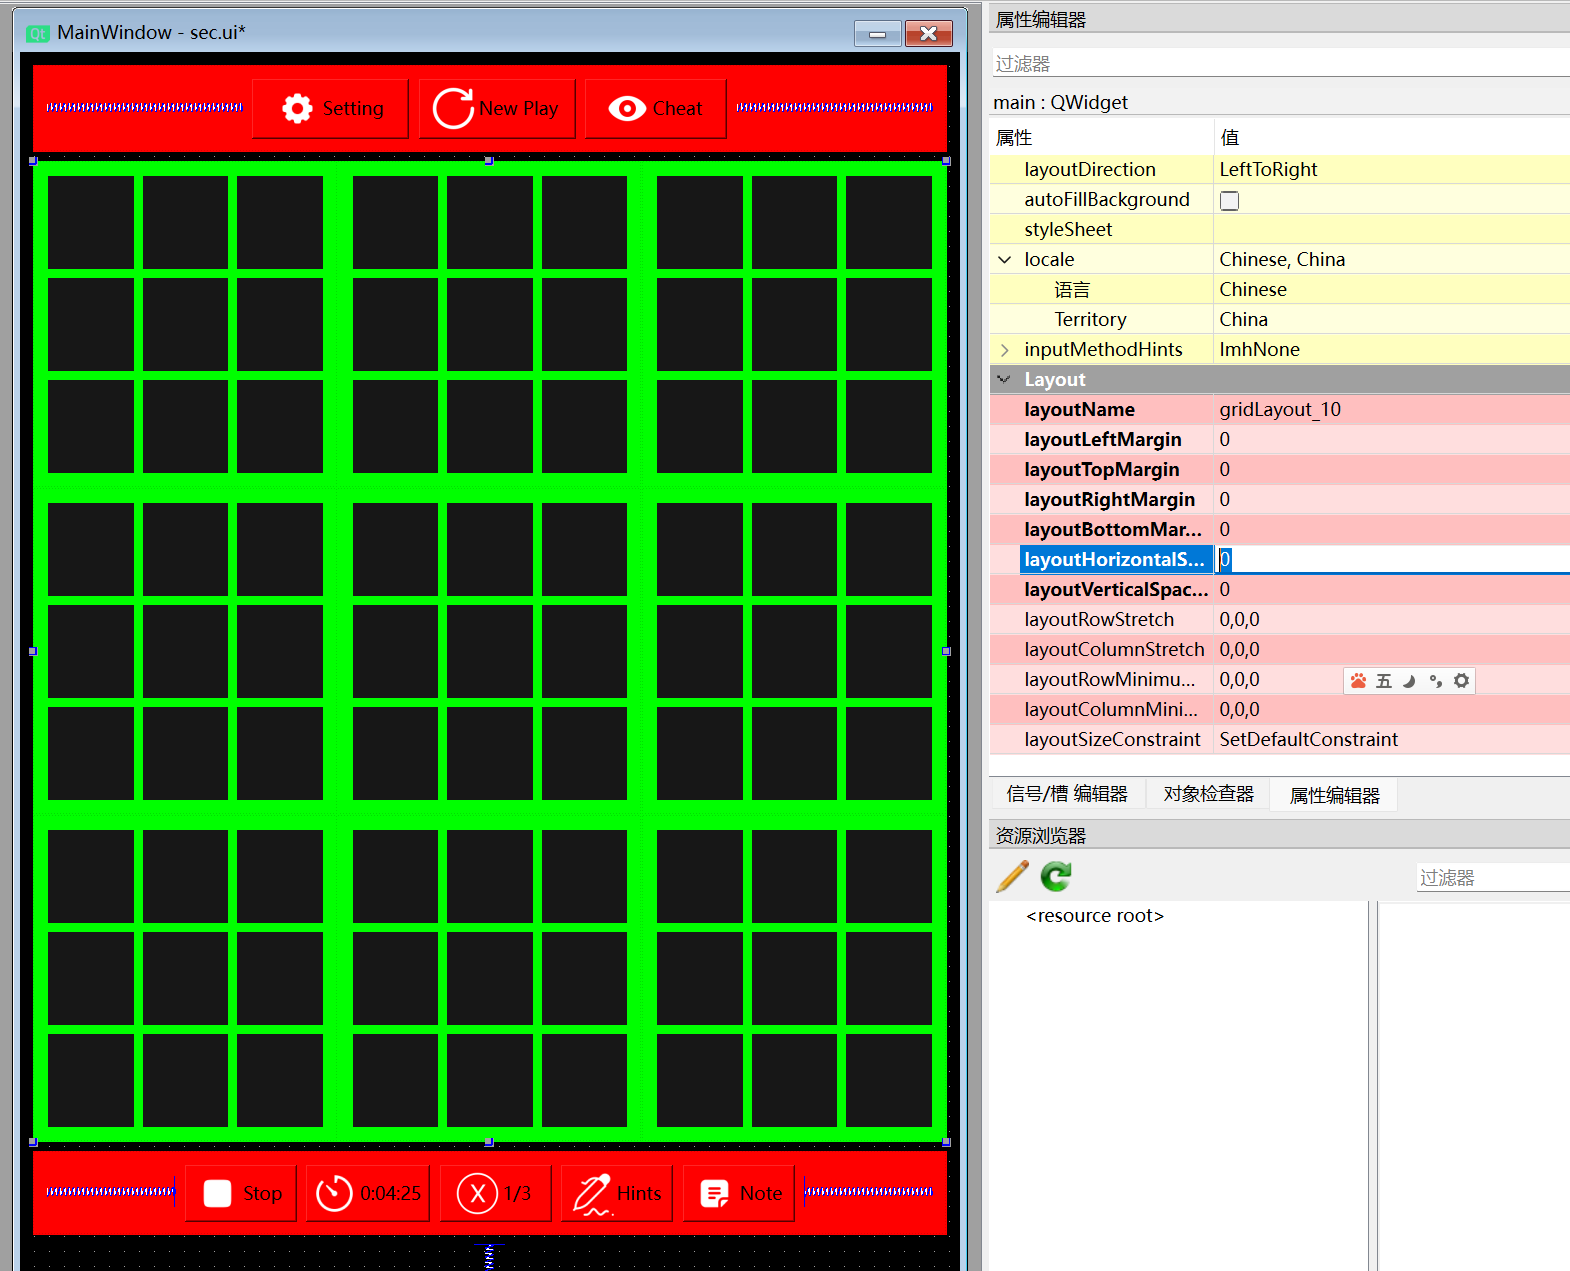 MainWindow - sec.ui*
Setting
New Play
Cheat
Stop
0:04:25
X
1/3
Hints
Note
属性编辑器
过滤器
main : QWidget
属性 值
layoutDirection LeftToRight
autoFillBackground
styleSheet
locale Chinese, China
语言 Chinese
Territory China
inputMethodHints ImhNone
Layout
layoutName gridLayout_10
layoutLeftMargin 0
layoutTopMargin 0
layoutRightMargin 0
layoutBottomMar... 0
layoutHorizontalS... 0
layoutVerticalSpac... 0
layoutRowStretch 0,0,0
layoutColumnStretch 0,0,0
layoutRowMinimu... 0,0,0
五
layoutColumnMini... 0,0,0
layoutSizeConstraint SetDefaultConstraint
信号/槽 编辑器 对象检查器 属性编辑器
资源浏览器
过滤器
<resource root>